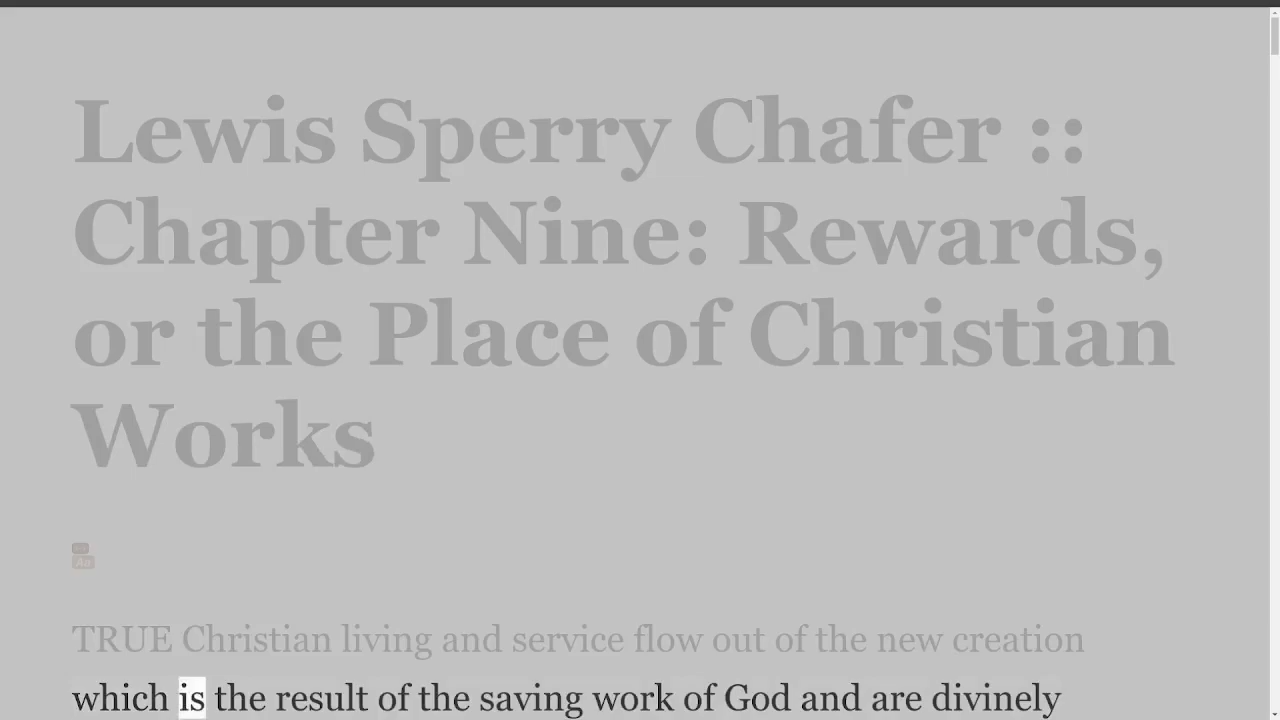 Lewis Sperry Chafer ::
Chapter Nine: Rewards,
or the Place of Christian
Works
TRUE Christian living and service flow out of the new creation
which is the result of the saving work of God and are divinely